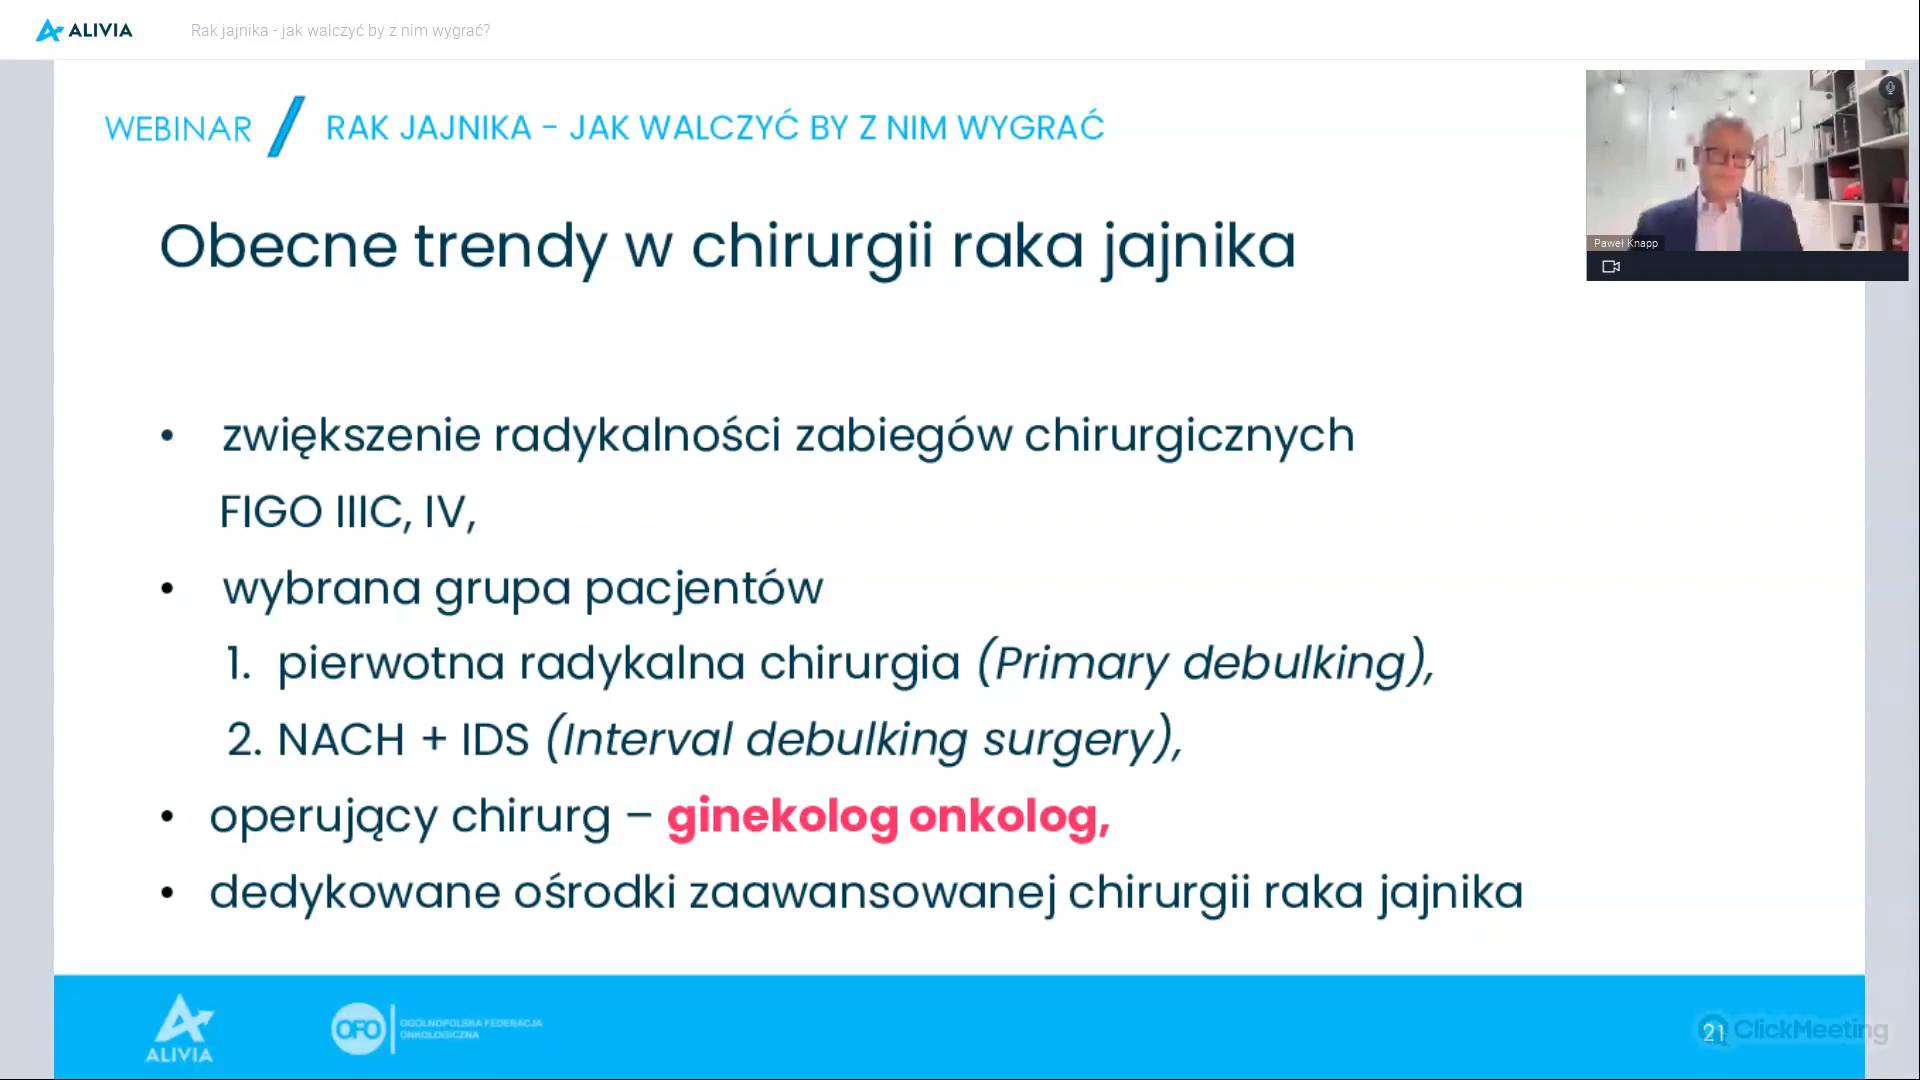 ALIVIA
Rak jajnika - jak walczyć by z nim wygrać?
WEBINAR / RAK JAJNIKA - JAK WALCZYĆ BY Z NIM WYGRAĆ
Paweł Knapp
Obecne trendy w chirurgii raka jajnika
• zwiększenie radykalności zabiegów chirurgicznych
FIGO IIIC, IV,
• wybrana grupa pacjentów
1. pierwotna radykalna chirurgia (Primary debulking),
2. NACH + IDS (Interval debulking surgery),
• operujący chirurg – ginekolog onkolog,
• dedykowane ośrodki zaawansowanej chirurgii raka jajnika
ALIVIA
OFO
OGÓLNOPOLSKA FEDERACJA
ONKOLOGICZNA
21
ClickMeeting